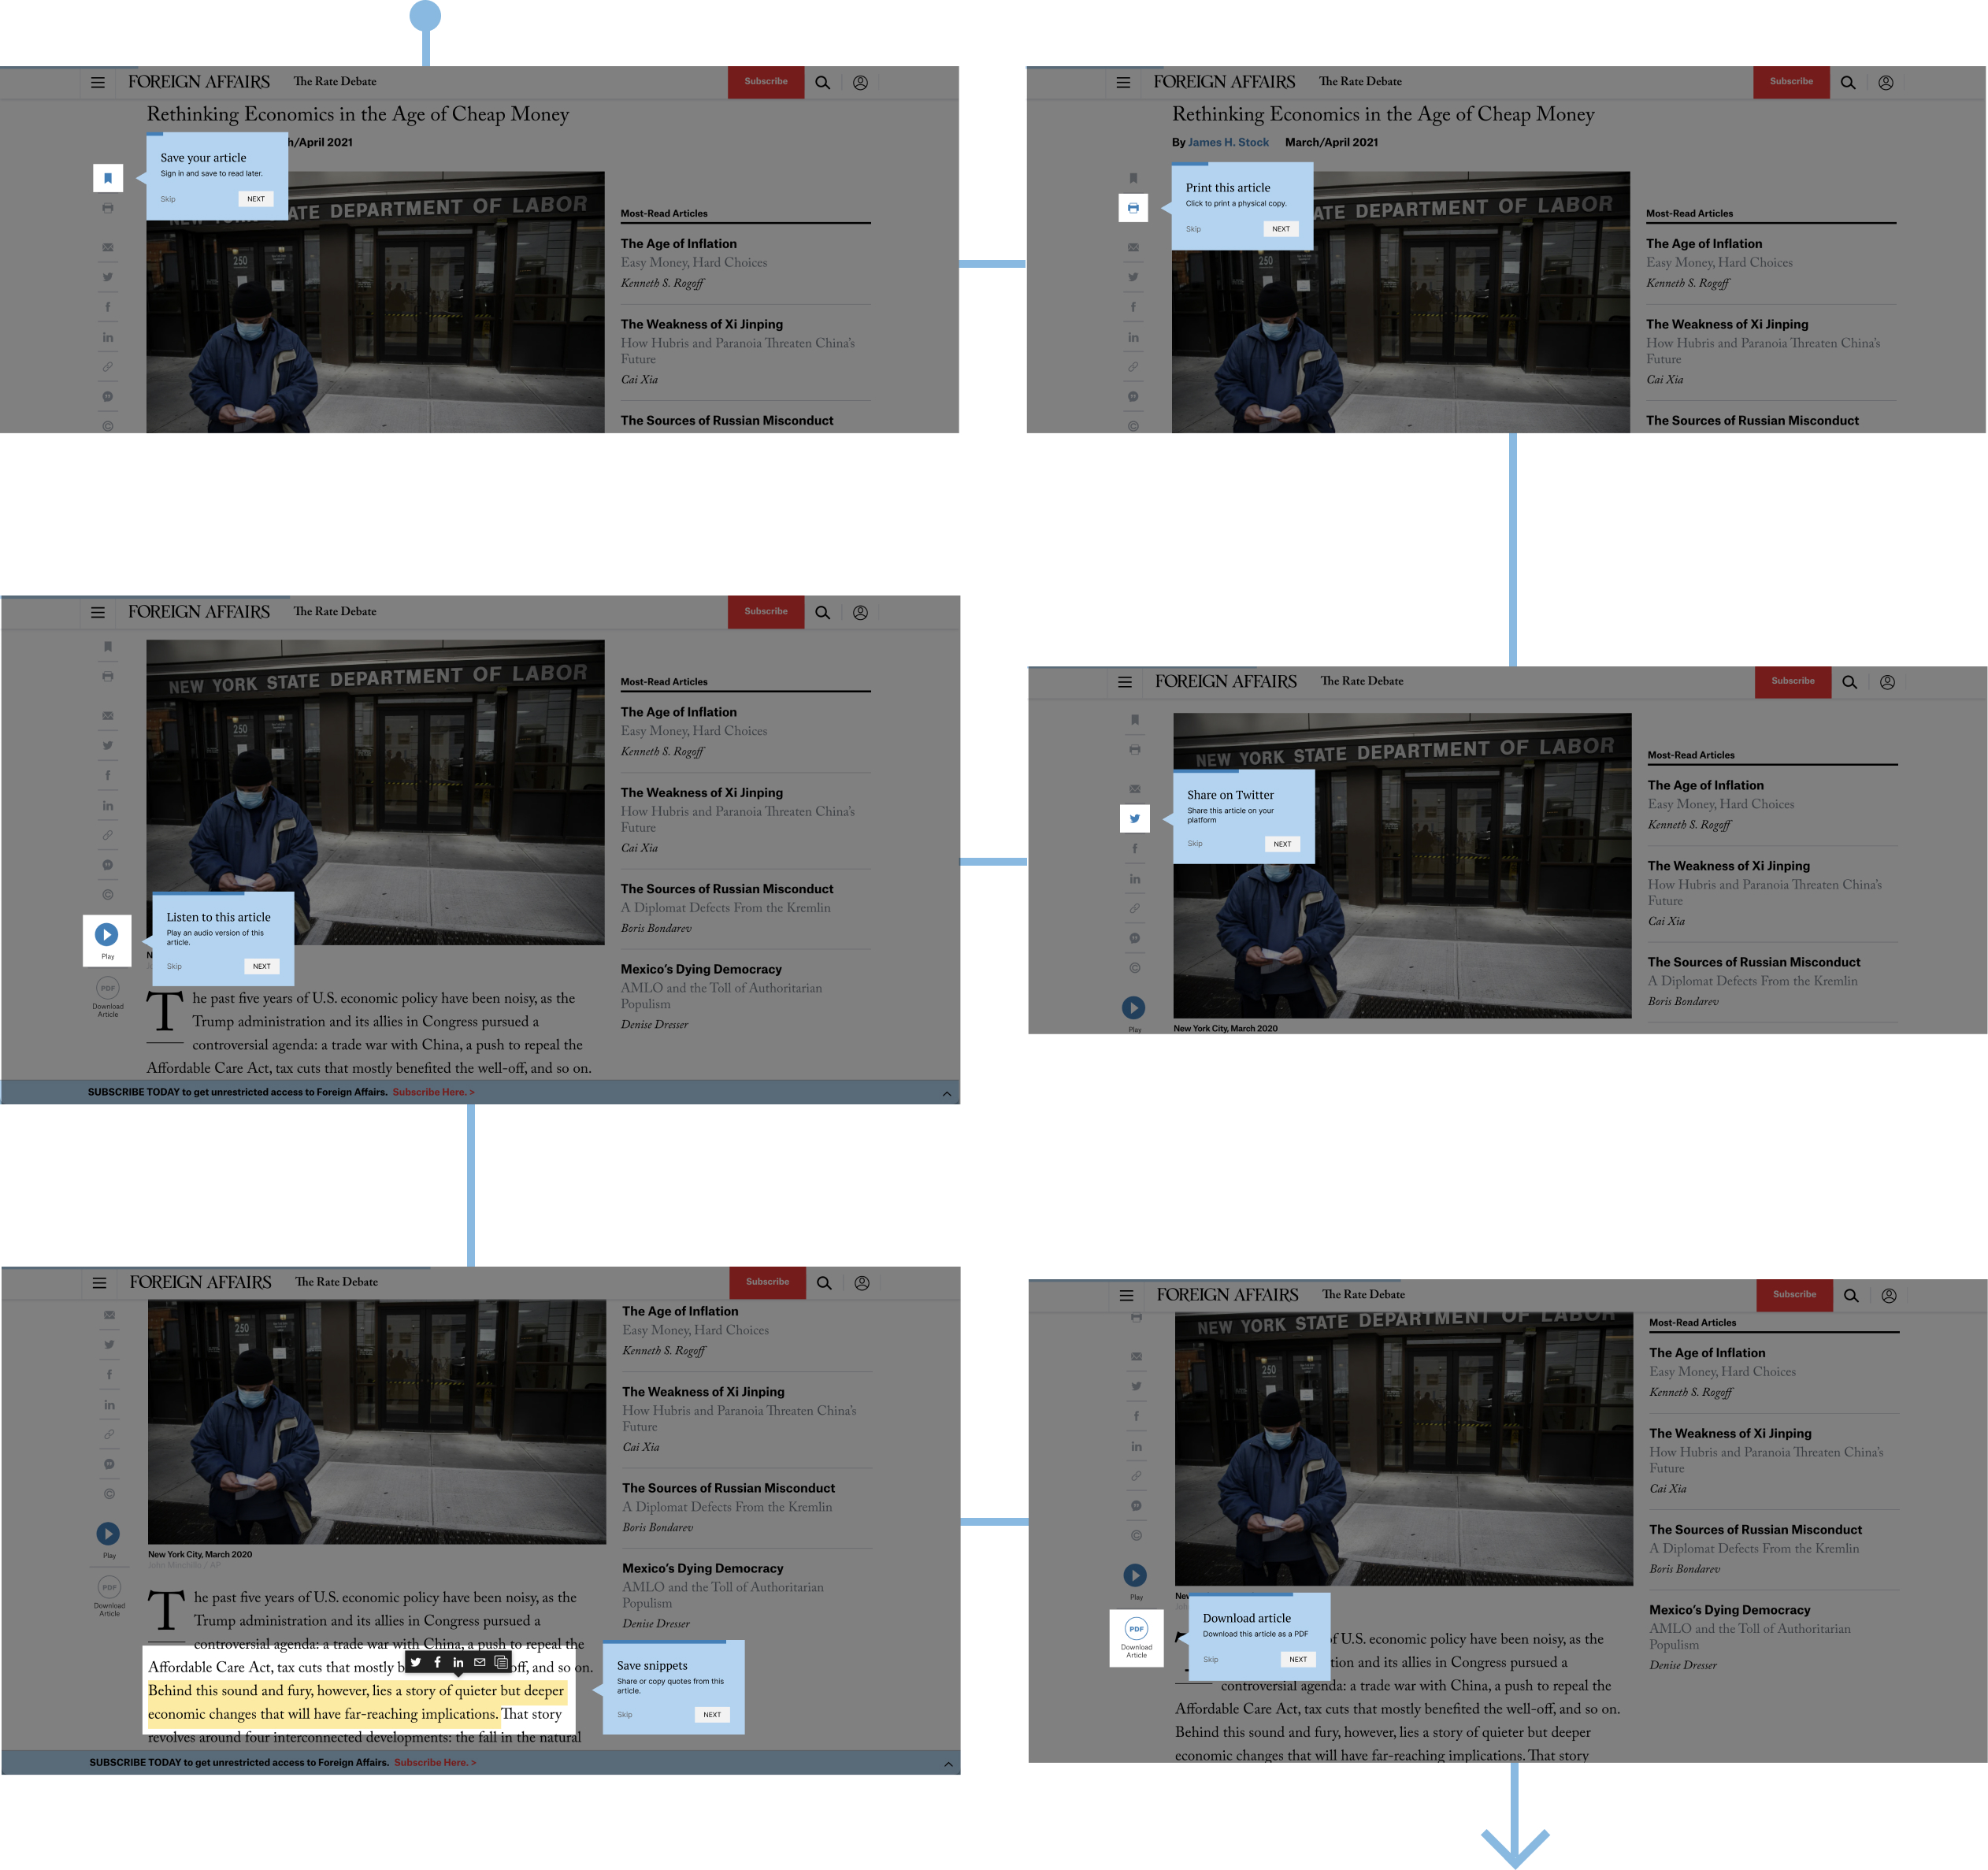 FOREIGN AFFAIRS
The Rate Debate
Subscribe
Rethinking Economics in the Age of Cheap Money
h/April 2021
Save your article
Sign in and save to read later.
Skip
NEXT
ATE DEPARTMENT OF LABOR
250
Most-Read Articles
The Age of Inflation
Easy Money, Hard Choices
Kenneth S. Rogoff
The Weakness of Xi Jinping
How Hubris and Paranoia Threaten China's
Future
Cai Xia
The Sources of Russian Misconduct
FOREIGN AFFAIRS
The Rate Debate
Subscribe
Rethinking Economics in the Age of Cheap Money
By James H. Stock March/April 2021
Print this article
Click to print a physical copy.
Skip
NEXT
ATE DEPARTMENT OF LABOR
250
Most-Read Articles
The Age of Inflation
Easy Money, Hard Choices
Kenneth S. Rogoff
The Weakness of Xi Jinping
How Hubris and Paranoia Threaten China's
Future
Cai Xia
The Sources of Russian Misconduct
FOREIGN AFFAIRS
The Rate Debate
Subscribe
NEW YORK STATE DEPARTMENT OF LABOR
250
Most-Read Articles
The Age of Inflation
Easy Money, Hard Choices
Kenneth S. Rogoff
The Weakness of Xi Jinping
How Hubris and Paranoia Threaten China's
Future
Cai Xia
The Sources of Russian Misconduct
A Diplomat Defects From the Kremlin
Boris Bondarev
Mexico's Dying Democracy
AMLO and the Toll of Authoritarian
Populism
Denise Dresser
Listen to this article
Play an audio version of this
article.
Skip
NEXT
Play
PDF
Download
Article
The past five years of U.S. economic policy have been noisy, as the
Trump administration and its allies in Congress pursued a
controversial agenda: a trade war with China, a push to repeal the
Affordable Care Act, tax cuts that mostly benefited the well-off, and so on.
SUBSCRIBE TODAY to get unrestricted access to Foreign Affairs. Subscribe Here. >
FOREIGN AFFAIRS
The Rate Debate
Subscribe
NEW YORK STATE DEPARTMENT OF LABOR
Share on Twitter
Share this article on your
platform
Skip
NEXT
Play
New York City, March 2020
Most-Read Articles
The Age of Inflation
Easy Money, Hard Choices
Kenneth S. Rogoff
The Weakness of Xi Jinping
How Hubris and Paranoia Threaten China's
Future
Cai Xia
The Sources of Russian Misconduct
A Diplomat Defects From the Kremlin
Boris Bondarev
FOREIGN AFFAIRS
The Rate Debate
Subscribe
250
The Age of Inflation
Easy Money, Hard Choices
Kenneth S. Rogoff
The Weakness of Xi Jinping
How Hubris and Paranoia Threaten China's
Future
Cai Xia
The Sources of Russian Misconduct
A Diplomat Defects From the Kremlin
Boris Bondarev
Mexico's Dying Democracy
AMLO and the Toll of Authoritarian
Populism
Denise Dresser
Play
PDF
Download
Article
New York City, March 2020
The past five years of U.S. economic policy have been noisy, as the
Trump administration and its allies in Congress pursued a
controversial agenda: a trade war with China, a push to repeal the
Affordable Care Act, tax cuts that mostly b off, and so on.
Behind this sound and fury, however, lies a story of quieter but deeper
economic changes that will have far-reaching implications. That story
revolves around four interconnected developments: the fall in the natural
Save snippets
Share or copy quotes from this
article.
Skip
NEXT
SUBSCRIBE TODAY to get unrestricted access to Foreign Affairs. Subscribe Here. >
FOREIGN AFFAIRS
The Rate Debate
Subscribe
NEW YORK STATE DEPARTMENT OF LABOR
250
Most-Read Articles
The Age of Inflation
Easy Money, Hard Choices
Kenneth S. Rogoff
The Weakness of Xi Jinping
How Hubris and Paranoia Threaten China's
Future
Cai Xia
The Sources of Russian Misconduct
A Diplomat Defects From the Kremlin
Boris Bondarev
Mexico's Dying Democracy
AMLO and the Toll of Authoritarian
Populism
Denise Dresser
Play
PDF
Download
Article
Download article
Download this article as a PDF
Skip
NEXT
of U.S. economic policy have been noisy, as the
tion and its allies in Congress pursued a
controversial agenda: a trade war with China, a push to repeal the
Affordable Care Act, tax cuts that mostly benefited the well-off, and so on.
Behind this sound and fury, however, lies a story of quieter but deeper
economic changes that will have far-reaching implications. That story